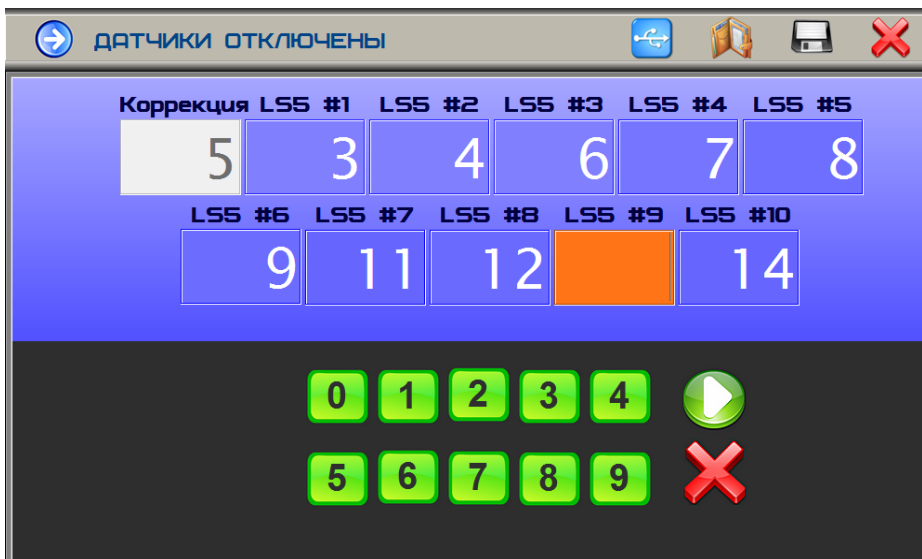 ДАТЧИКИ ОТКЛЮЧЕНЫ
Коррекция LS5 #1 LS5 #2 LS5 #3 LS5 #4 LS5 #5
5 3 4 6 7 8
LS5 #6 LS5 #7 LS5 #8 LS5 #9 LS5 #10
9 11 12 14
0 1 2 3 4
5 6 7 8 9